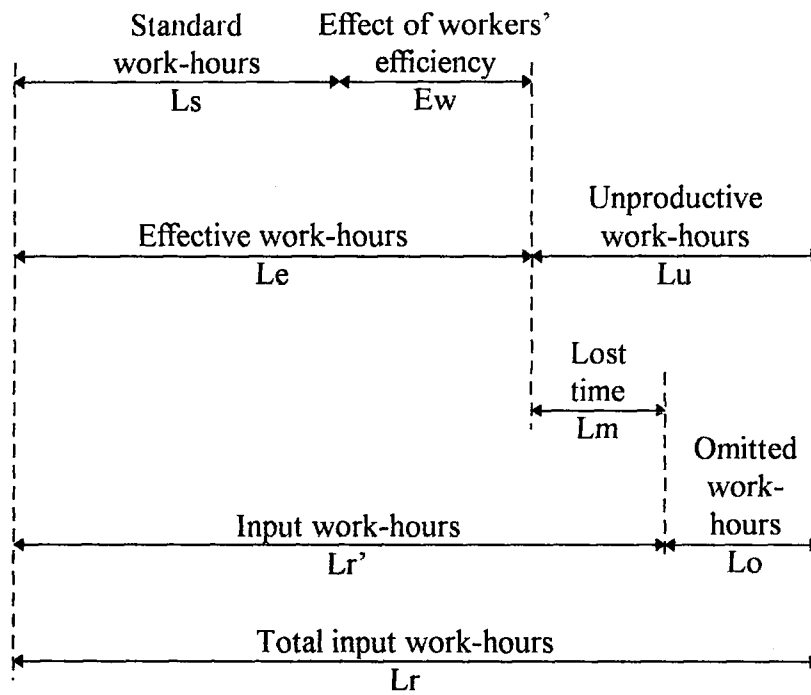 Standard
work-hours
Ls
Effect of workers’
efficiency
Ew
Effective work-hours
Le
Unproductive
work-hours
Lu
Lost
time
Lm
Omitted
work-
hours
Lo
Input work-hours
Lr’
Total input work-hours
Lr